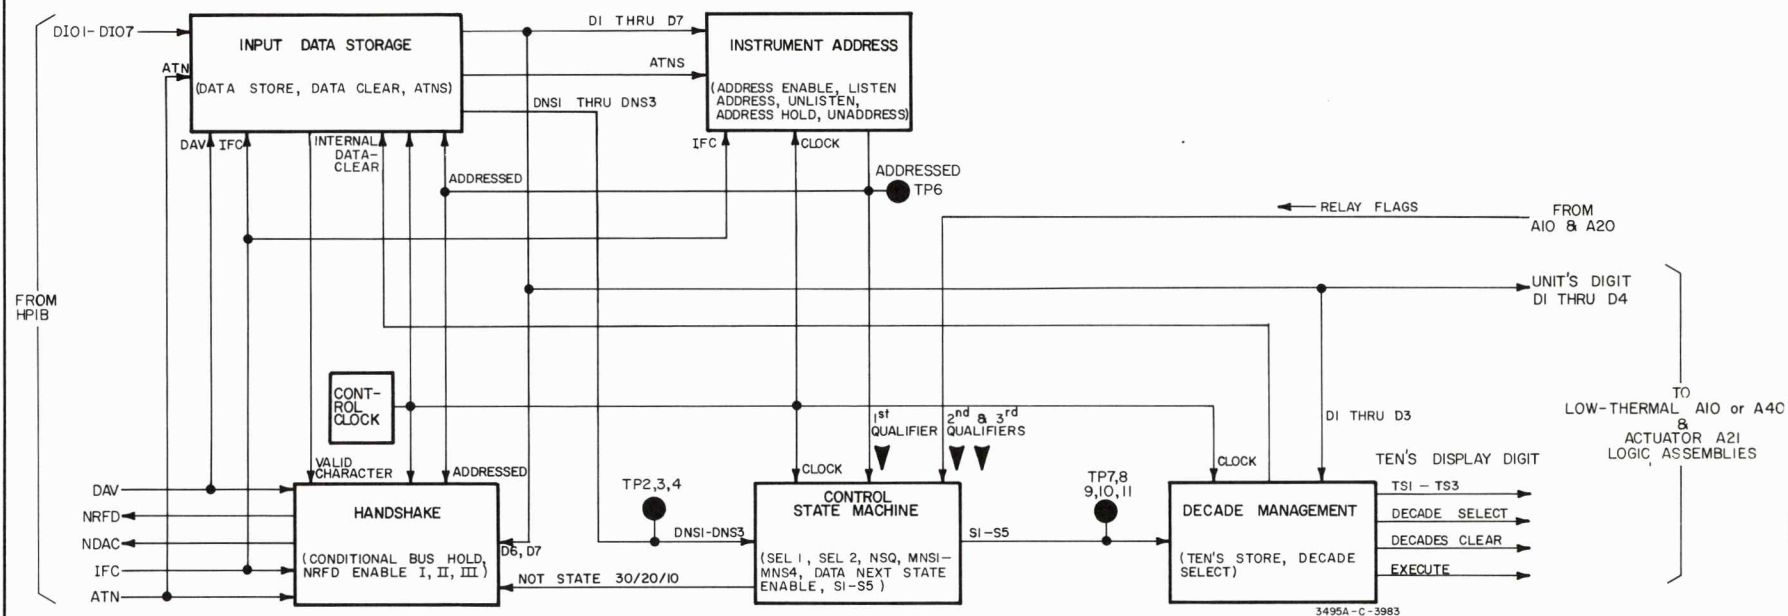 DIO1-DIO7
INPUT DATA STORAGE
(DATA STORE, DATA CLEAR, ATNS)
ATN
DI THRU D7
ATNS
DNSI THRU DNS3
INSTRUMENT ADDRESS
(ADDRESS ENABLE, LISTEN
ADDRESS, UNLISTEN,
ADDRESS HOLD, UNADDRESS)
DAV
IFC
INTERNAL
DATA-
CLEAR
IFC
CLOCK
ADDRESSED
ADDRESSED
TP6
RELAY FLAGS
FROM
A10 & A20
FROM
HPIB
UNIT'S DIGIT
DI THRU D4
CONT-
ROL
CLOCK
1st
QUALIFIER
2nd & 3rd
QUALIFIERS
DI THRU D3
TO
LOW-THERMAL A10 or A40
&
ACTUATOR A21
LOGIC ASSEMBLIES
VALID
CHARACTER
ADDRESSED
CLOCK
CLOCK
TEN'S DISPLAY DIGIT
DAV
NRFD
NDAC
IFC
ATN
HANDSHAKE
(CONDITIONAL BUS HOLD,
NRFD ENABLE I, II, III)
D6, D7
TP2,3,4
DNSI-DNS3
NOT STATE 30/20/10
CONTROL
STATE MACHINE
(SEL 1, SEL 2, NSQ, MNSI-
MNS4, DATA NEXT STATE
ENABLE, SI-S5)
SI-S5
TP7,8
9,10,11
DECADE MANAGEMENT
(TEN'S STORE, DECADE
SELECT)
TSI - TS3
DECADE SELECT
DECADES CLEAR
EXECUTE
3495A-C-3983